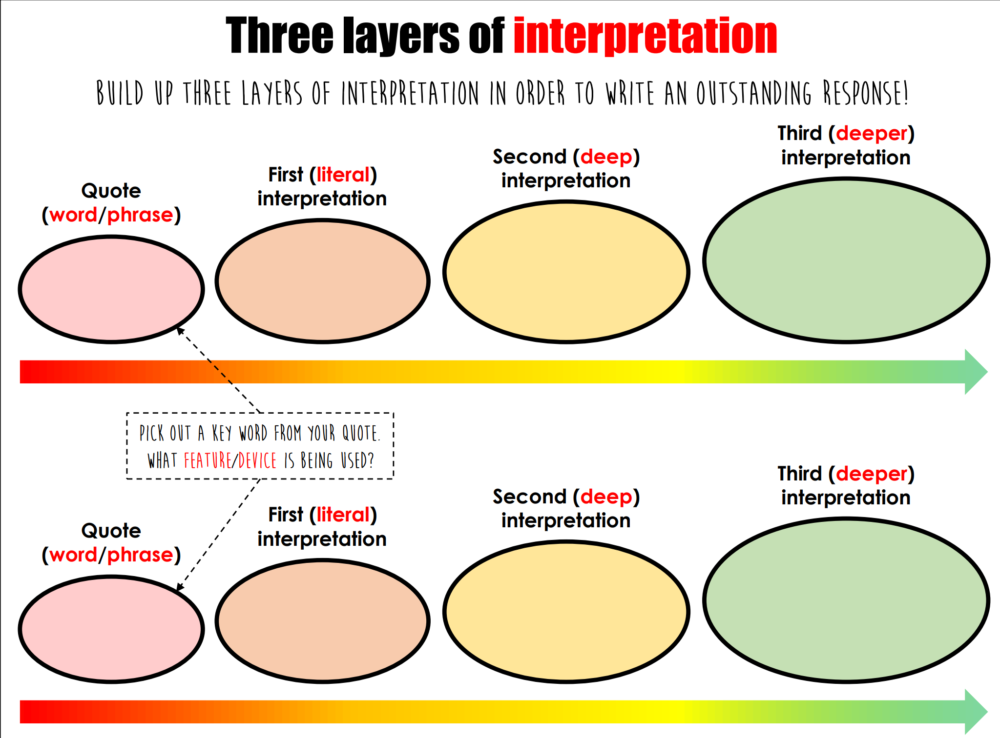 Three layers of interpretation
BUILD UP THREE LAYERS OF INTERPRETATION IN ORDER TO WRITE AN OUTSTANDING RESPONSE!
Quote
(word/phrase)
First (literal)
interpretation
Second (deep)
interpretation
Third (deeper)
interpretation
PICK OUT A KEY WORD FROM YOUR QUOTE.
WHAT FEATURE/DEVICE IS BEING USED?
Quote
(word/phrase)
First (literal)
interpretation
Second (deep)
interpretation
Third (deeper)
interpretation